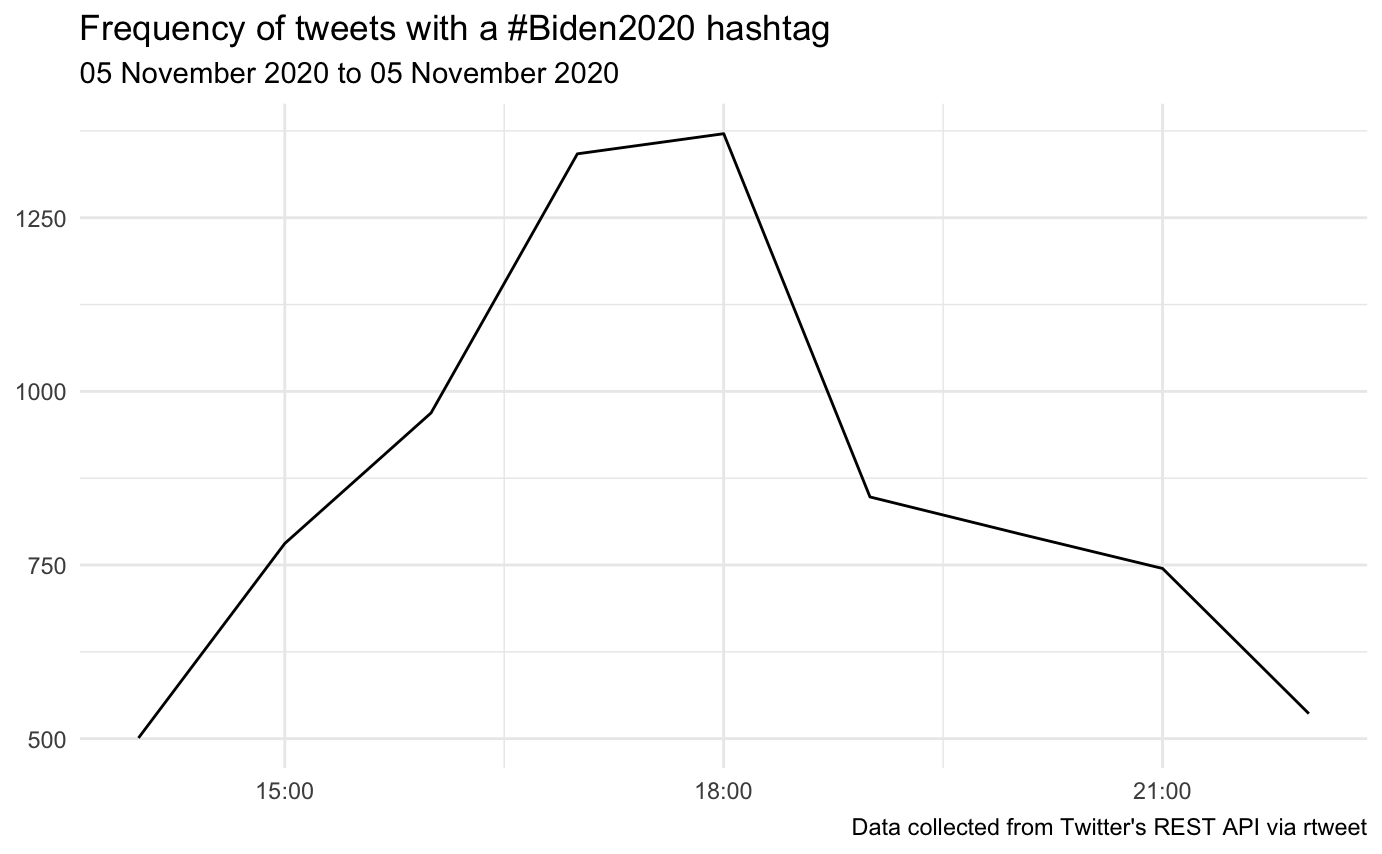 Frequency of tweets with a #Biden2020 hashtag
05 November 2020 to 05 November 2020
1250
1000
750
500
15:00 18:00 21:00
Data collected from Twitter's REST API via rtweet